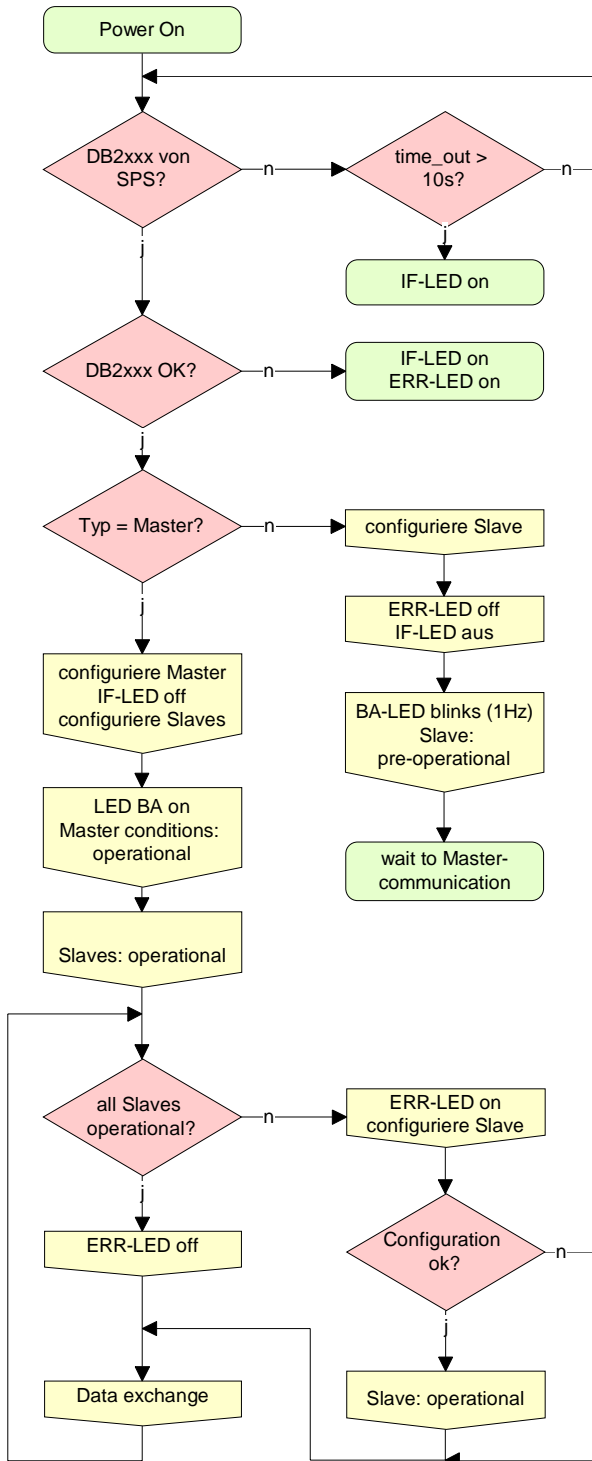 Power On
DB2xxx von
SPS?
n
time_out >
10s?
n
j
j
IF-LED on
DB2xxx OK?
n
IF-LED on
ERR-LED on
j
Typ = Master?
n
configuriere Slave
j
ERR-LED off
IF-LED aus
configuriere Master
IF-LED off
configuriere Slaves
BA-LED blinks (1Hz)
Slave:
pre-operational
LED BA on
Master conditions:
operational
wait to Master-
communication
Slaves: operational
all Slaves
operational?
n
ERR-LED on
configuriere Slave
j
ERR-LED off
Configuration
ok?
n
j
Data exchange
Slave: operational